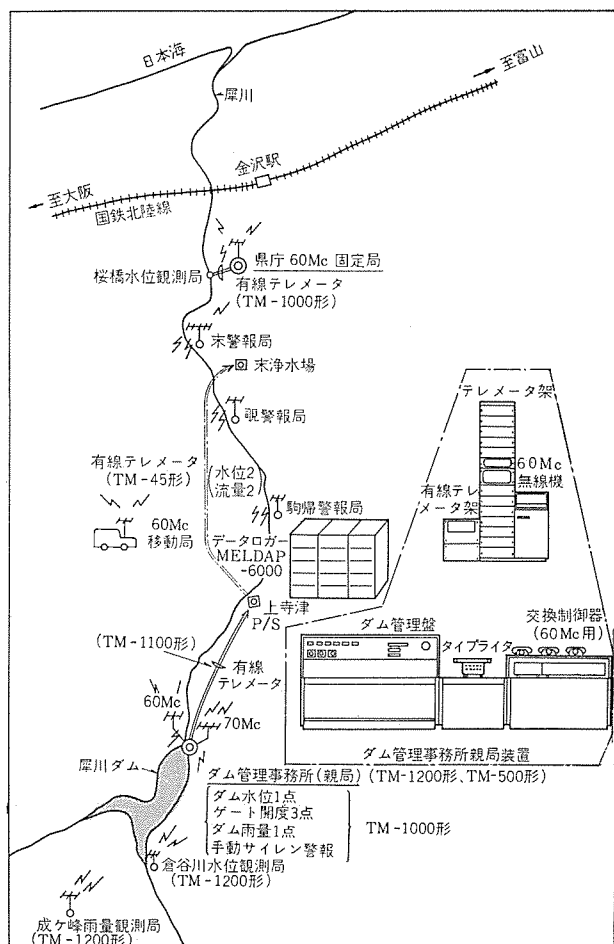 日本海
至富山
犀川
金沢駅
至大阪
国鉄北陸線
県庁 60Mc 固定局
桜橋水位観測局
有線テレメータ
(TM-1000形)
末警報局
末浄水場
覗警報局
テレメータ架
有線テレメータ
(TM-45形)
(水位2
流量2)
60Mc
無線機
有線テレ
メータ架
60Mc
移動局
駒帰警報局
データロガー
MELDAP
-6000
上寺津
P/S
交換制御器
(60Mc用)
ダム管理盤
タイプライタ
(TM-1100形)
有線
テレメータ
60Mc
70Mc
犀川ダム
ダム管理事務所親局装置
ダム管理事務所(親局) (TM-1200形、TM-500形)
ダム水位1点
ゲート開度3点
ダム雨量1点
手動サイレン警報
TM-1000形
倉谷川水位観測局
(TM-1200形)
成ケ峰雨量観測局
(TM-1200形)